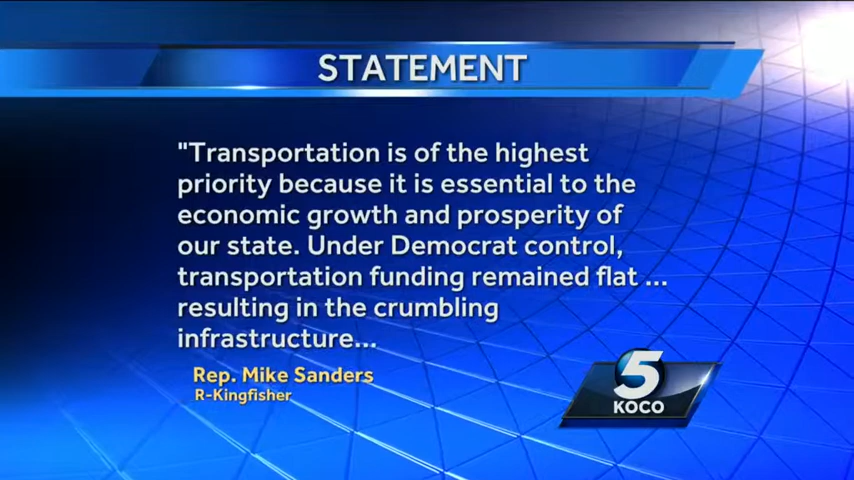 STATEMENT
"Transportation is of the highest
priority because it is essential to the
economic growth and prosperity of
our state. Under Democrat control,
transportation funding remained flat ...
resulting in the crumbling
infrastructure...
Rep. Mike Sanders
R-Kingfisher
5
KOCO